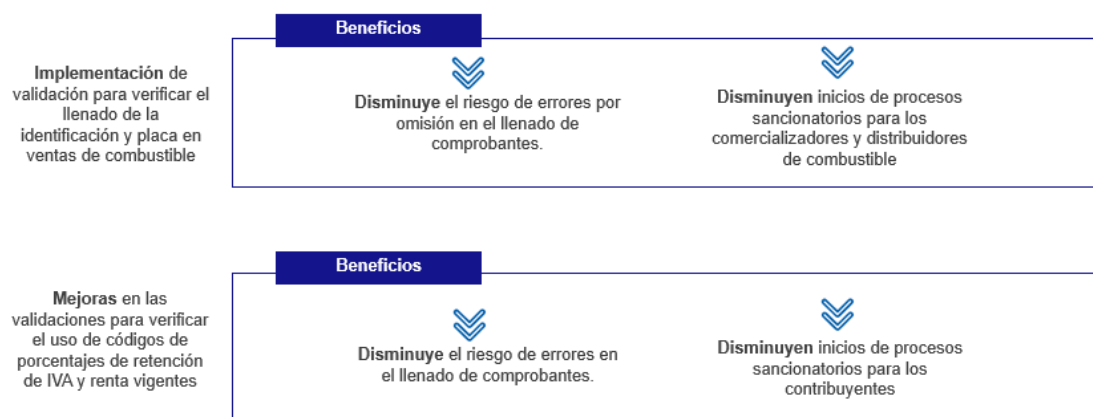 Beneficios
Implementación de
validación para verificar el
llenado de la
identificación y placa en
ventas de combustible
Disminuye el riesgo de errores por
omisión en el llenado de
comprobantes.
Disminuyen inicios de procesos
sancionatorios para los
comercializadores y distribuidores
de combustible
Beneficios
Mejoras en las
validaciones para verificar
el uso de códigos de
porcentajes de retención
de IVA y renta vigentes
Disminuye el riesgo de errores en
el llenado de comprobantes.
Disminuyen inicios de procesos
sancionatorios para los
contribuyentes